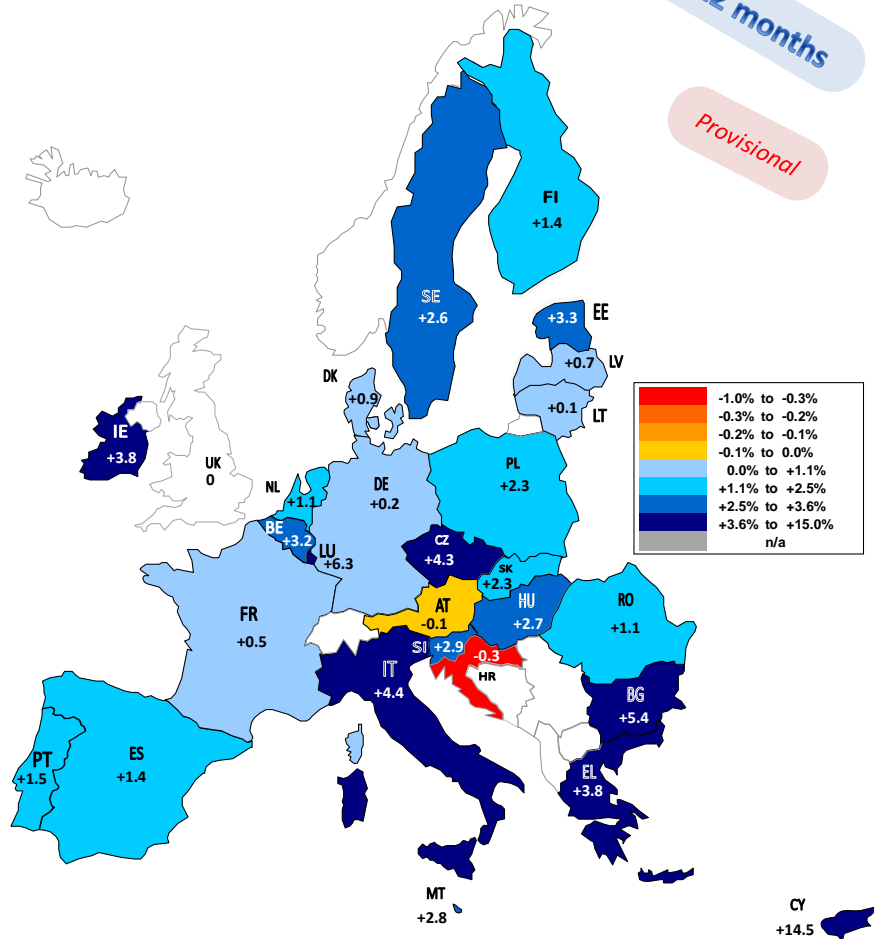 months
Provisional
FI
+1.4
SE
+2.6
+3.3
EE
+0.7
LV
+0.1
LT
DK
+0.9
-1.0% to -0.3%
-0.3% to -0.2%
-0.2% to -0.1%
-0.1% to 0.0%
0.0% to +1.1%
+1.1% to +2.5%
+2.5% to +3.6%
+3.6% to +15.0%
n/a
IE
+3.8
UK
0
NL
+1.1
DE
+0.2
PL
+2.3
BE
+3.2
LU
+6.3
CZ
+4.3
SK
+2.3
AT
-0.1
HU
+2.7
RO
+1.1
FR
+0.5
SI
+2.9
-0.3
HR
IT
+4.4
BG
+5.4
PT
+1.5
ES
+1.4
EL
+3.8
MT
+2.8
CY
+14.5